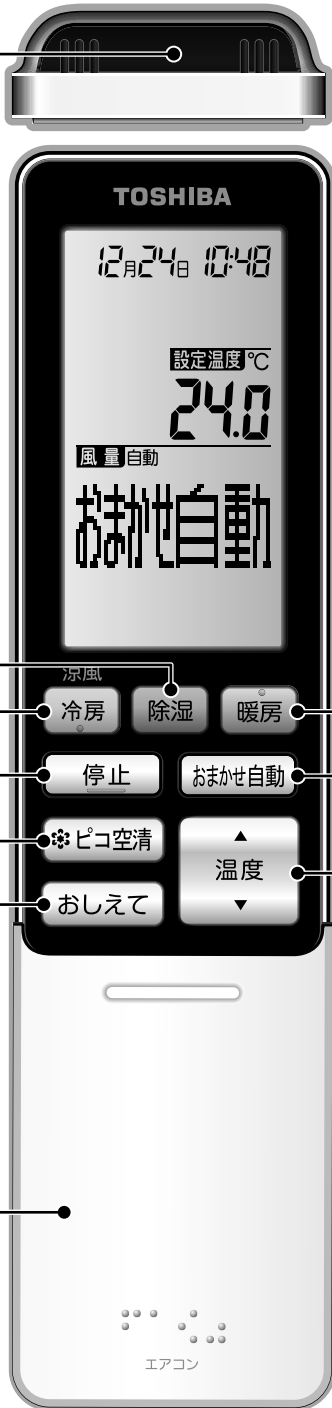 TOSHIBA
12月24日 10:48
設定温度 ℃
24.0
風量 自動
おまかせ自動
涼風
冷房 除湿 暖房
停止 おまかせ自動
ピコ空清
▲
温度
▼
おしえて
エアコン